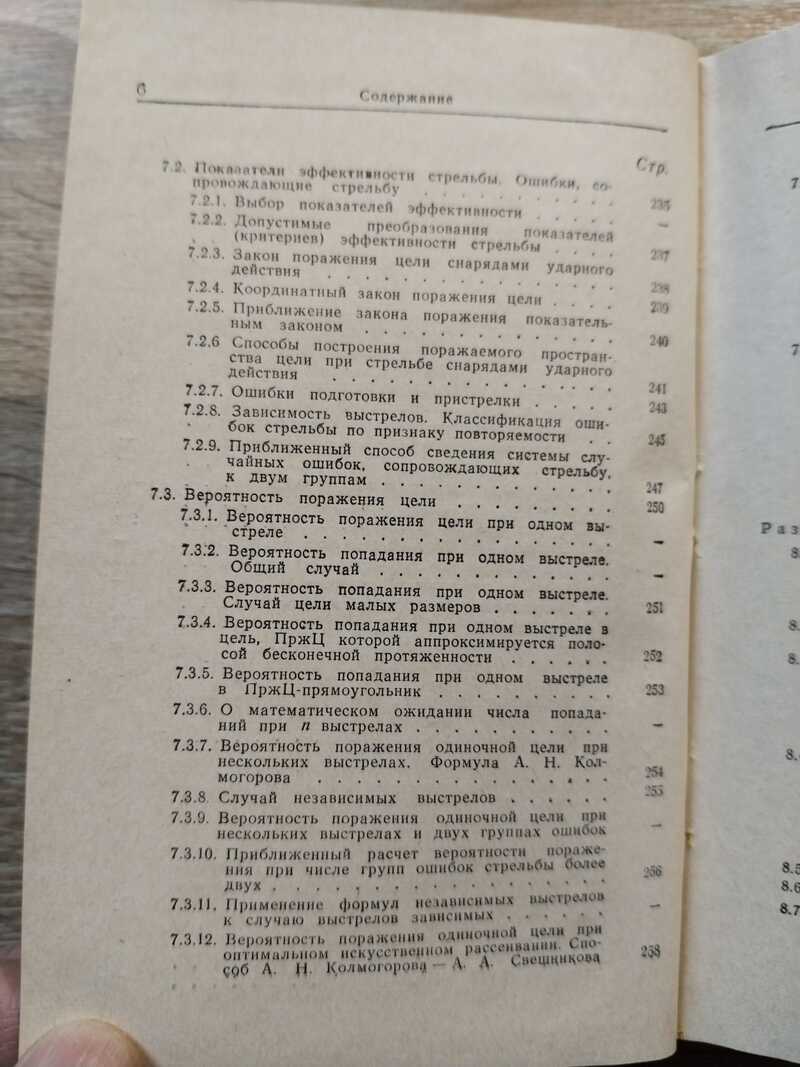 6
Содержание
Стр.
7.2. Показатели эффективности стрельбы. Ошибки, со-
провождающие стрельбу . . . . . . . . 235
7.2.1. Выбор показателей эффективности . . . . —
7.2.2. Допустимые преобразования показателей
(критериев) эффективности стрельбы . . . . 237
7.2.3. Закон поражения цели снарядами ударного
действия . . . . . . . . . . . 238
7.2.4. Координатный закон поражения цели . . . . 239
7.2.5. Приближение закона поражения показатель-
ным законом . . . . . . . . . . 240
7.2.6 Способы построения поражаемого простран-
ства цели при стрельбе снарядами ударного
действия . . . . . . . . . . . 241
7.2.7. Ошибки подготовки и пристрелки . . . . . 243
7.2.8. Зависимость выстрелов. Классификация оши-
бок стрельбы по признаку повторяемости . . 245
7.2.9. Приближенный способ сведения системы слу-
чайных ошибок, сопровождающих стрельбу,
к двум группам . . . . . . . . . . 247
7.3. Вероятность поражения цели . . . . . . . . 250
7.3.1. Вероятность поражения цели при одном вы-
стреле . . . . . . . . . . . . —
7.3.2. Вероятность попадания при одном выстреле.
Общий случай . . . . . . . . . . —
7.3.3. Вероятность попадания при одном выстреле.
Случай цели малых размеров . . . . . . . 251
7.3.4. Вероятность попадания при одном выстреле в
цель, ПржЦ которой аппроксимируется поло-
сой бесконечной протяженности . . . . . . 252
7.3.5. Вероятность попадания при одном выстреле
в ПржЦ-прямоугольник . . . . . . . . . 253
7.3.6. О математическом ожидании числа попада-
ний при n выстрелах . . . . . . . . . . —
7.3.7. Вероятность поражения одиночной цели при
нескольких выстрелах. Формула А. Н. Кол-
могорова . . . . . . . . . . . . . 254
7.3.8 Случай независимых выстрелов . . . . . . 255
7.3.9. Вероятность поражения одиночной цели при
нескольких выстрелах и двух группах ошибок —
7.3.10. Приближенный расчет вероятности пораже-
ния при числе групп ошибок стрельбы более
двух . . . . . . . . . . . . . . . 256
7.3.11. Применение формул независимых выстрелов
к случаю выстрелов зависимых . . . . . . —
7.3.12. Вероятность поражения одиночной цели при
оптимальном искусственном рассеивании. Спо-
соб А. Н. Колмогорова — А. А. Свешникова 258
7
7
Раз
8
8.
8.
8.
8.5
8.6
8.7